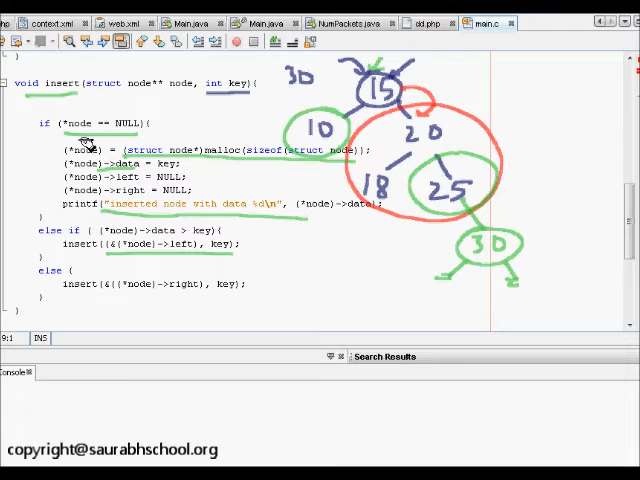 context.xml web.xml Main.java Main.java NumPackets.java dd.php main.c
}
void insert(struct node** node, int key){
if (*node == NULL){
(*node) = (struct node*)malloc(sizeof(struct node));
(*node)->data = key;
(*node)->left = NULL;
(*node)->right = NULL;
printf("inserted node with data %d\n", (*node)->data);
}
else if ( (*node)->data > key){
insert((&(*node)->left), key);
}
else {
insert(&((*node)->right), key);
}
}
30
15
10
20
18
25
30
9:1 INS
Search Results
Console
copyright@saurabhschool.org